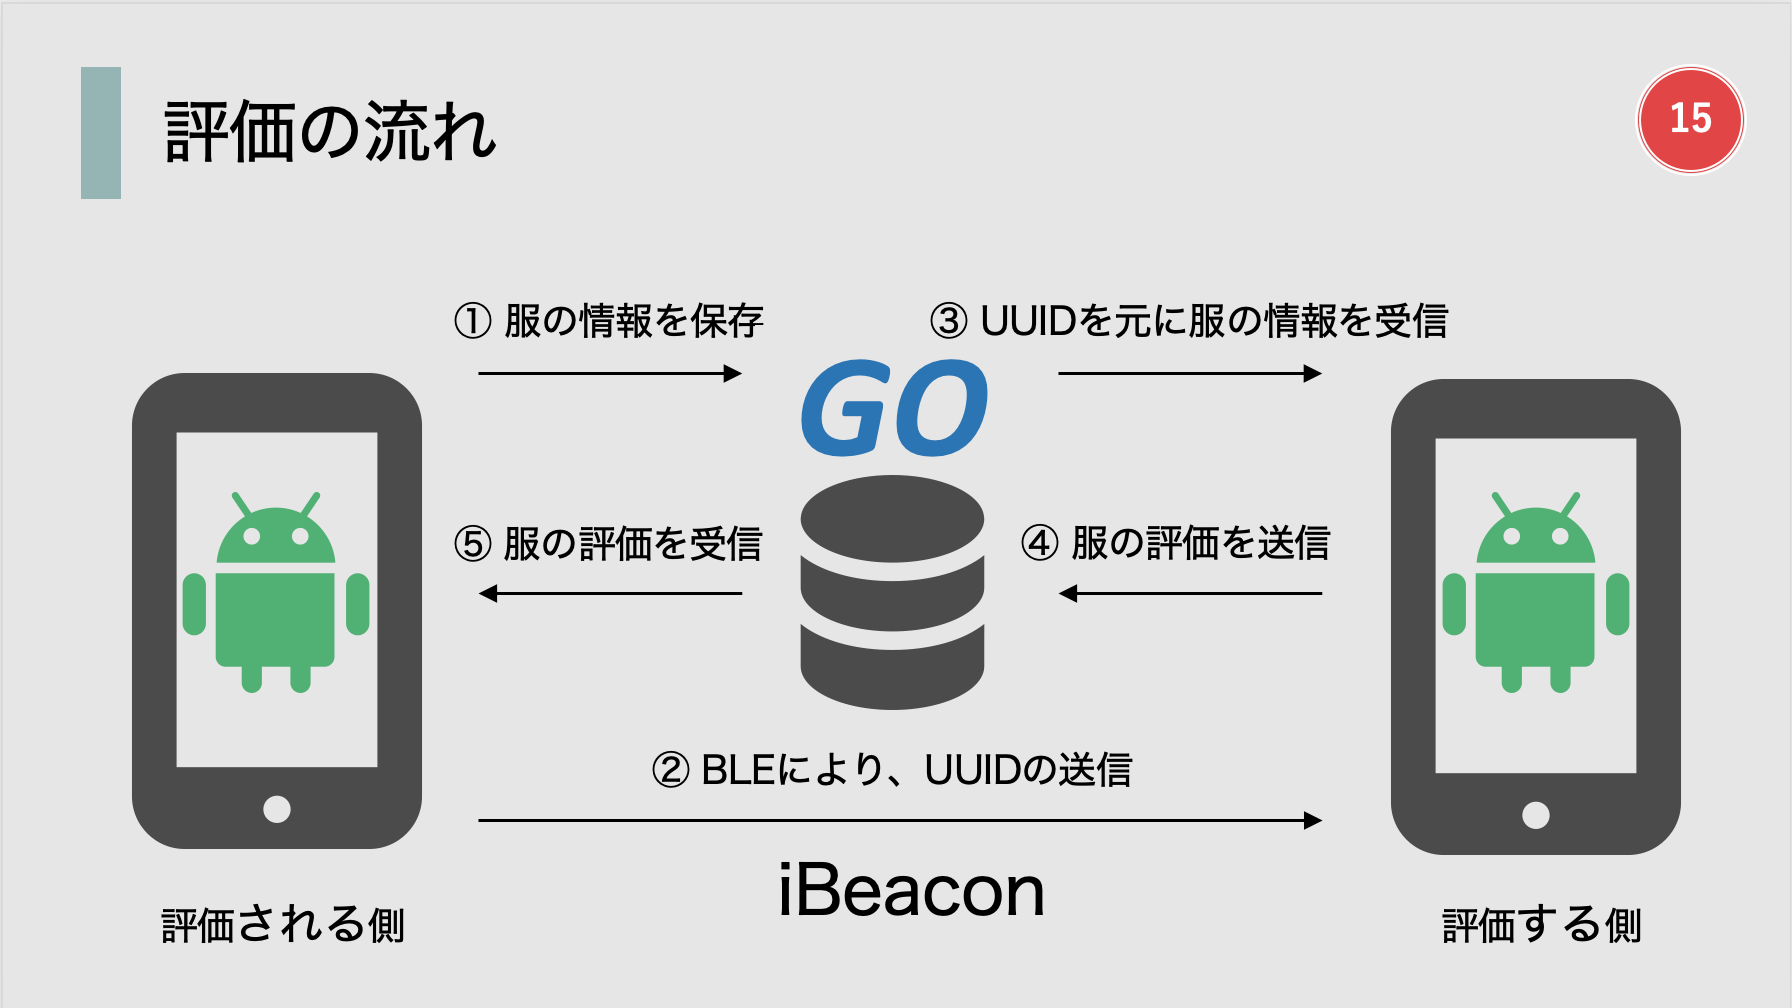 評価の流れ
15
① 服の情報を保存
③ UUIDを元に服の情報を受信
GO
⑤ 服の評価を受信
④ 服の評価を送信
② BLEにより、UUIDの送信
iBeacon
評価される側
評価する側